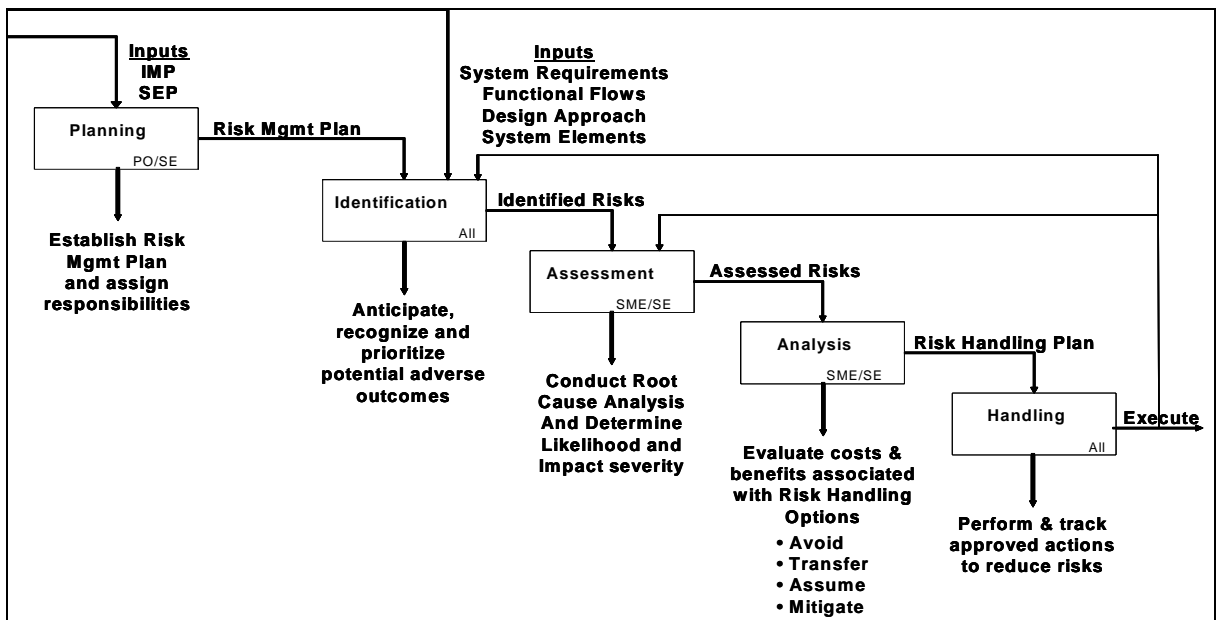 Inputs
IMP
SEP
Inputs
System Requirements
Functional Flows
Design Approach
System Elements
Planning
PO/SE
Risk Mgmt Plan
Establish Risk
Mgmt Plan
and assign
responsibilities
Identification
All
Identified Risks
Anticipate,
recognize and
prioritize
potential adverse
outcomes
Assessment
SME/SE
Assessed Risks
Conduct Root
Cause Analysis
And Determine
Likelihood and
Impact severity
Analysis
SME/SE
Risk Handling Plan
Evaluate costs &
benefits associated
with Risk Handling
Options
• Avoid
• Transfer
• Assume
• Mitigate
Handling
All
Execute
Perform & track
approved actions
to reduce risks